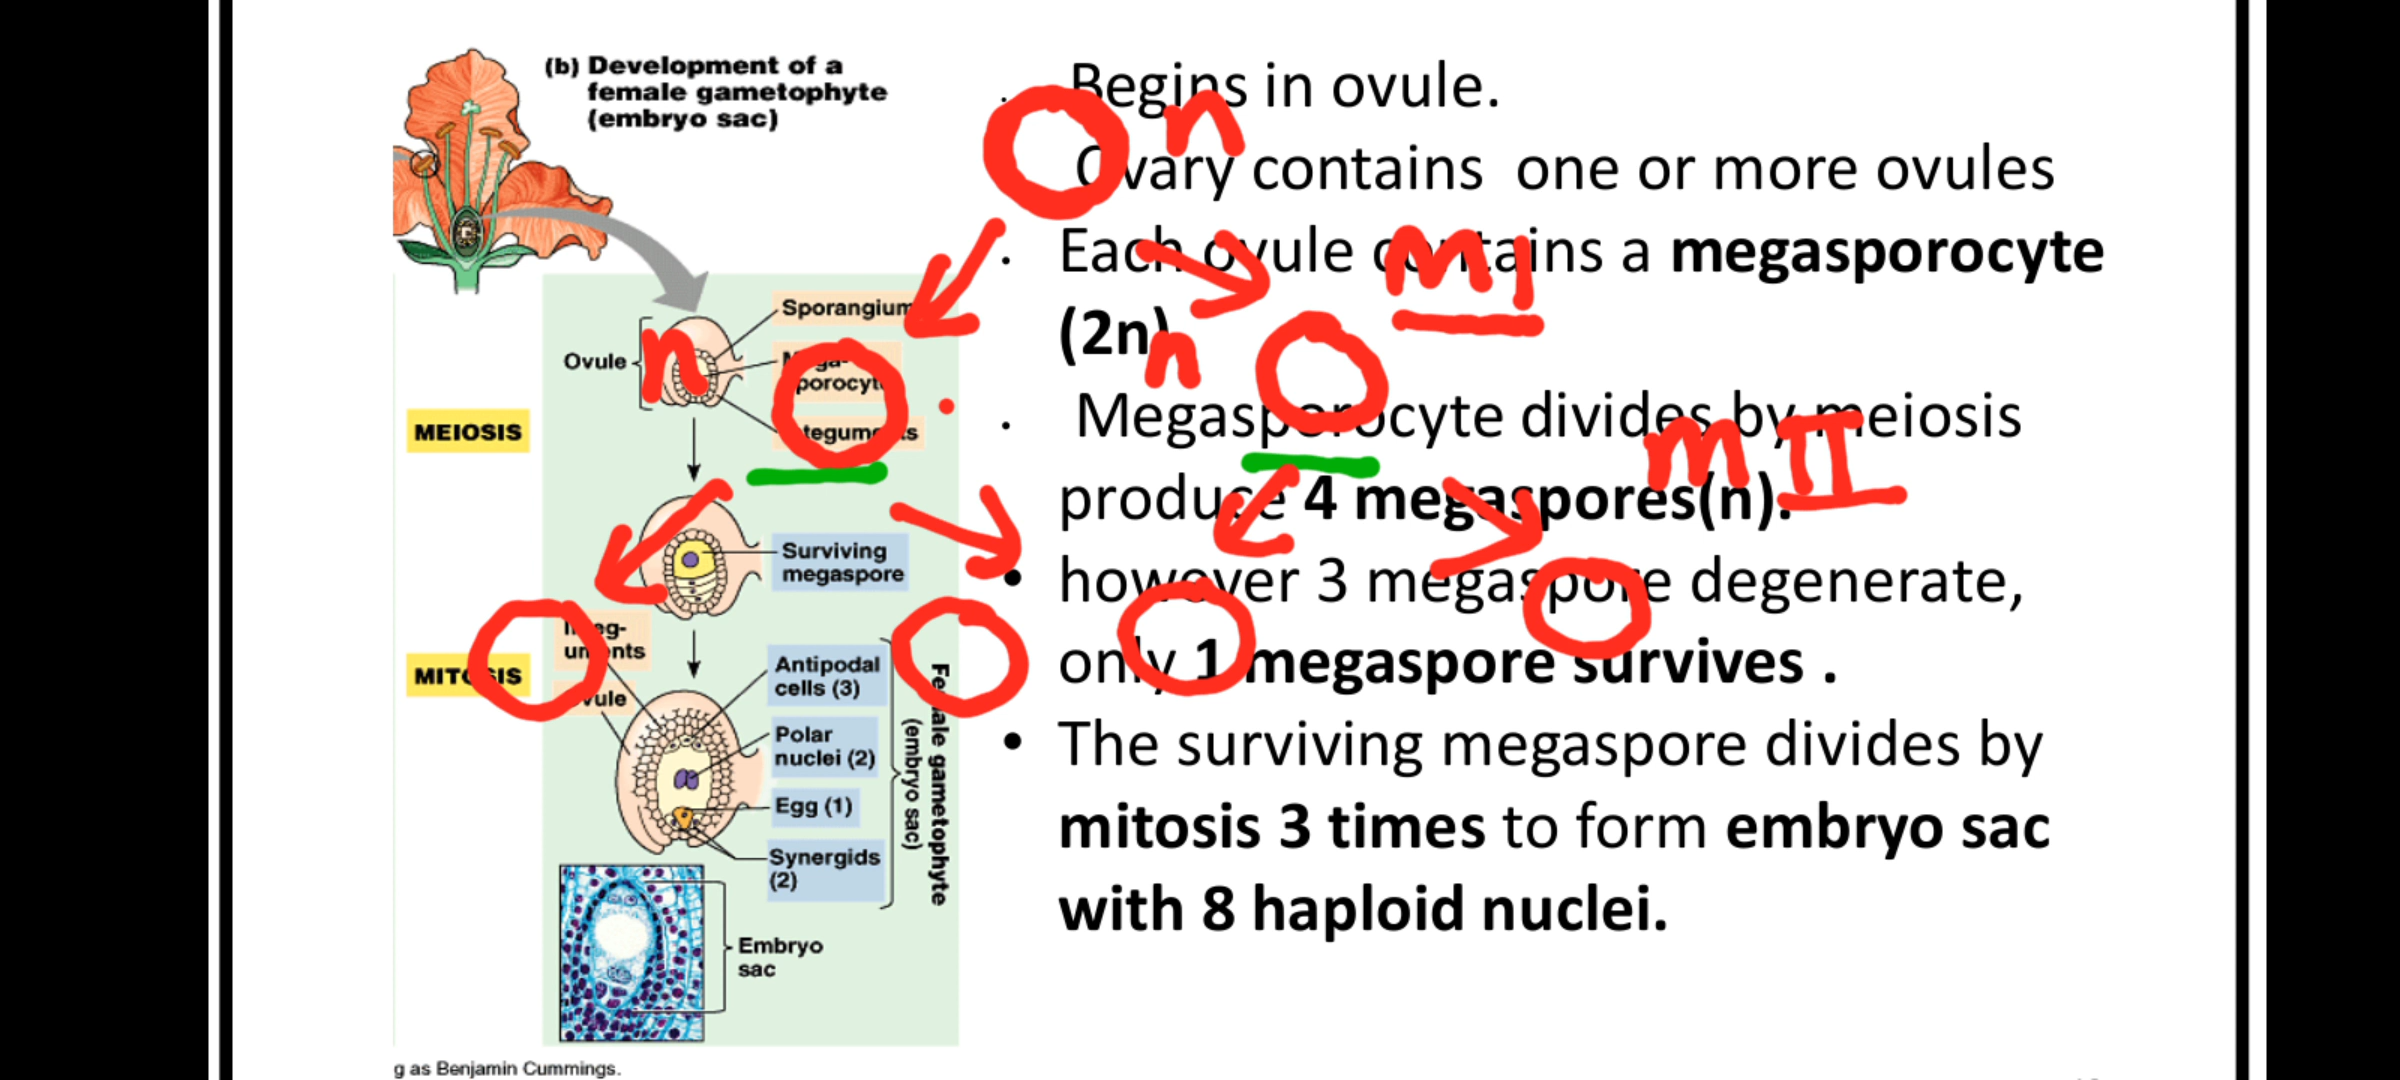 (b) Development of a
female gametophyte
(embryo sac)
Sporangium
Ovule
MEIOSIS
Surviving
megaspore
MITOSIS
Antipodal
cells (3)
Polar
nuclei (2)
Egg (1)
Synergids
(2)
Female gametophyte
(embryo sac)
Embryo
sac
g as Benjamin Cummings.
Begins in ovule.
Ovary contains one or more ovules
Each ovule contains a megasporocyte
(2n)
Megasporocyte divides by meiosis
produce 4 megaspores(n).
however 3 megaspore degenerate,
only 1 megaspore survives .
The surviving megaspore divides by
mitosis 3 times to form embryo sac
with 8 haploid nuclei.
n
M I
n
n
m II